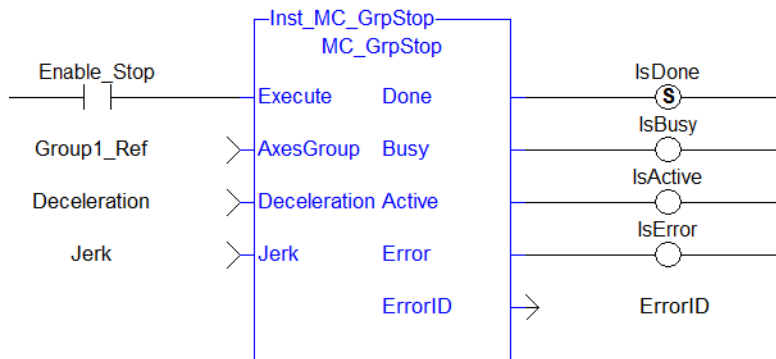 Inst_MC_GrpStop
MC_GrpStop
Enable_Stop
IsDone
Execute Done
S
IsBusy
Group1_Ref AxesGroup Busy
IsActive
Deceleration Deceleration Active
IsError
Jerk Jerk Error
ErrorID ErrorID